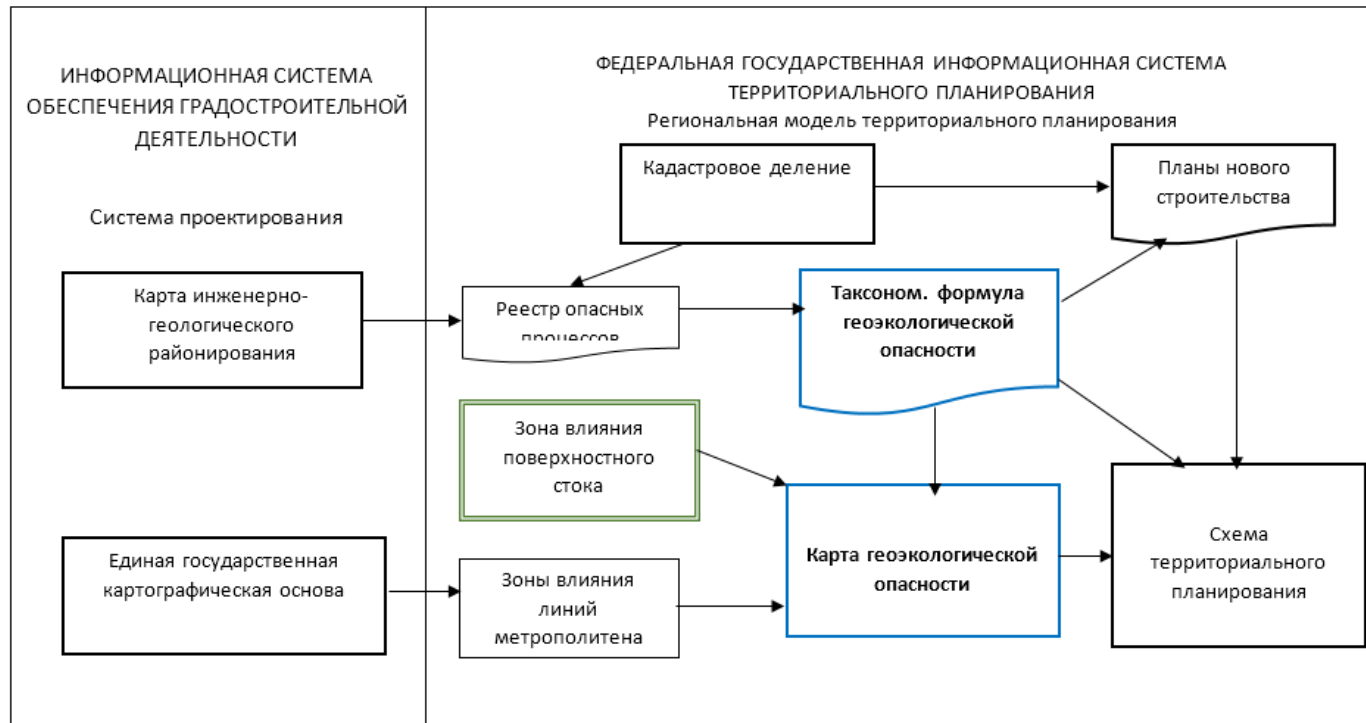 ИНФОРМАЦИОННАЯ СИСТЕМА
ОБЕСПЕЧЕНИЯ ГРАДОСТРОИТЕЛЬНОЙ
ДЕЯТЕЛЬНОСТИ
Система проектирования
Карта инженерно-
геологического
районирования
Единая государственная
картографическая основа
ФЕДЕРАЛЬНАЯ ГОСУДАРСТВЕННАЯ ИНФОРМАЦИОННАЯ СИСТЕМА
ТЕРРИТОРИАЛЬНОГО ПЛАНИРОВАНИЯ
Региональная модель территориального планирования
Кадастровое деление
Планы нового
строительства
Реестр опасных
процессов
Таксоном. формула
геоэкологической
опасности
Зона влияния
поверхностного
стока
Зоны влияния
линий
метрополитена
Карта геоэкологической
опасности
Схема
территориального
планирования